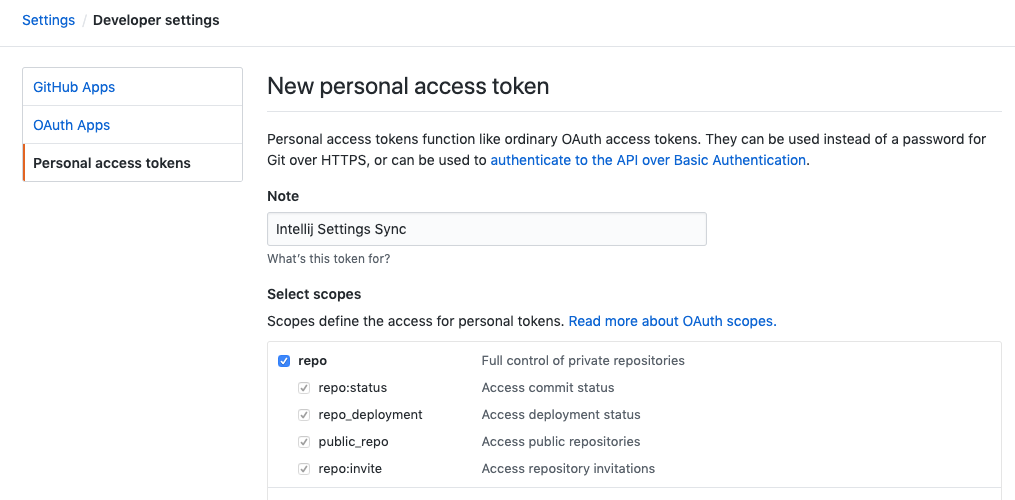 Settings / Developer settings
GitHub Apps
OAuth Apps
Personal access tokens
New personal access token
Personal access tokens function like ordinary OAuth access tokens. They can be used instead of a password for
Git over HTTPS, or can be used to authenticate to the API over Basic Authentication.
Note
Intellij Settings Sync
What's this token for?
Select scopes
Scopes define the access for personal tokens. Read more about OAuth scopes.
repo Full control of private repositories
repo:status Access commit status
repo_deployment Access deployment status
public_repo Access public repositories
repo:invite Access repository invitations